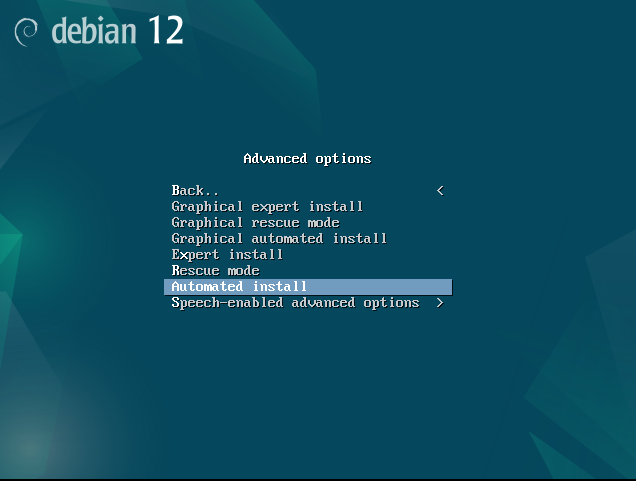 debian 12
Advanced options
Back.. <
Graphical expert install
Graphical rescue mode
Graphical automated install
Expert install
Rescue mode
Automated install
Speech-enabled advanced options >